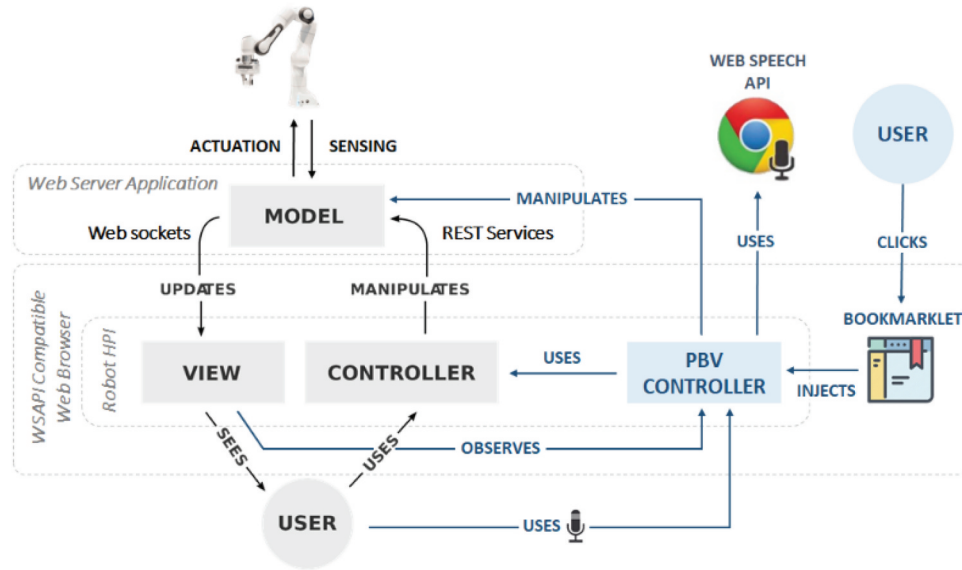 WEB SPEECH
API
USER
ACTUATION
SENSING
Web Server Application
MODEL
MANIPULATES
Web sockets
REST Services
USES
CLICKS
UPDATES
MANIPULATES
WSAPI Compatible
Web Browser
Robot HPI
BOOKMARKLET
VIEW
CONTROLLER
USES
PBV
CONTROLLER
INJECTS
SEES
USES
OBSERVES
USER
USES